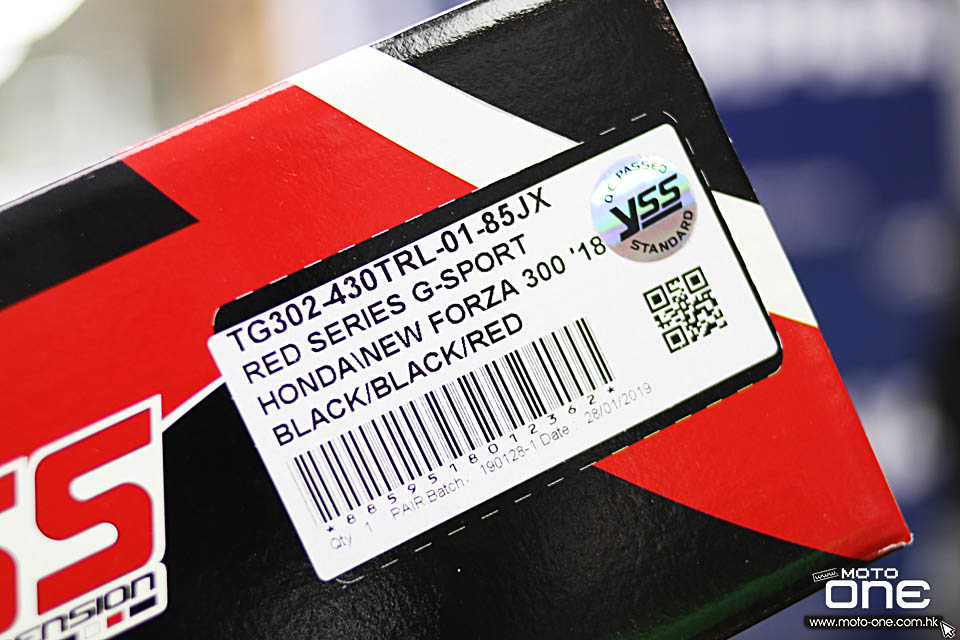 TG302-430TRL-01-85JX
RED SERIES G-SPORT
HONDA\NEW FORZA 300 '18
BLACK/BLACK/RED
*8859518012362*
Qty 1 PAIR Batch.: 190128-1 Date : 28/01/2019
Q.C PASSED
YSS
STANDARD
SS
ension
MOTO
ONE
www.moto-one.com.hk